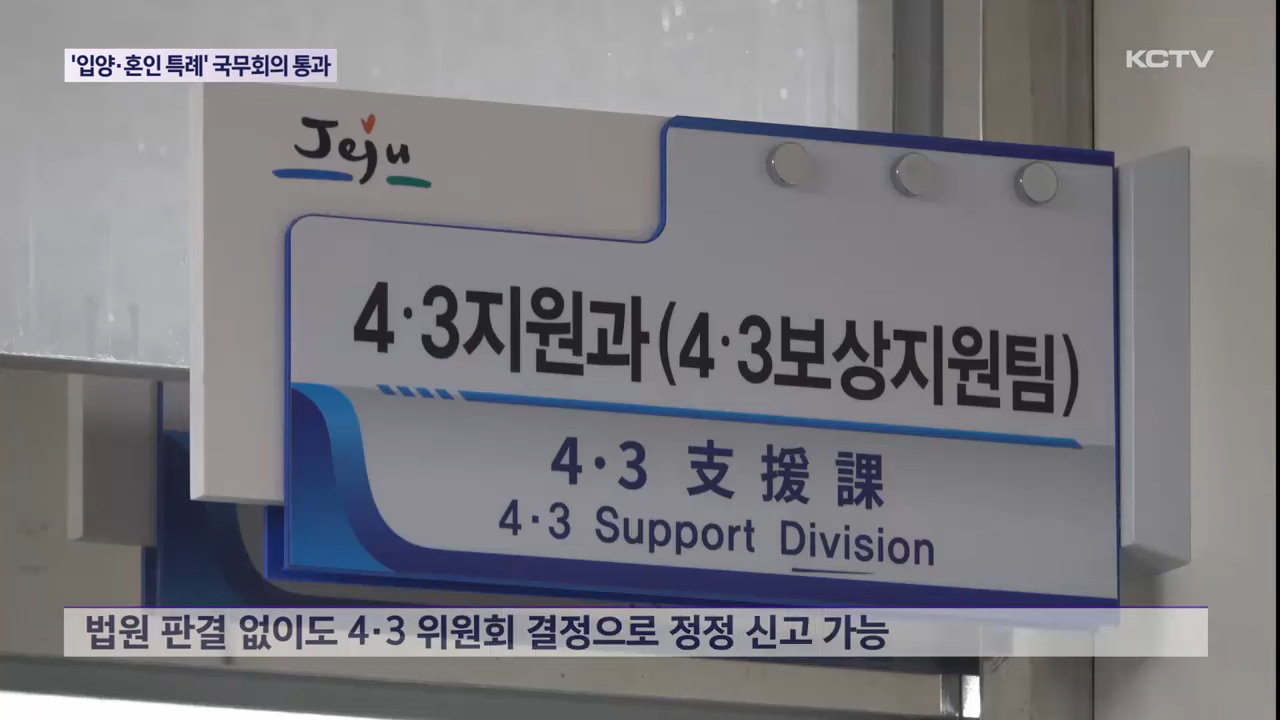 '입양·혼인 특례' 국무회의 통과
KCTV
Jeju
4·3지원과(4·3보상지원팀)
4·3 支援課
4·3 Support Division
법원 판결 없이도 4·3 위원회 결정으로 정정 신고 가능